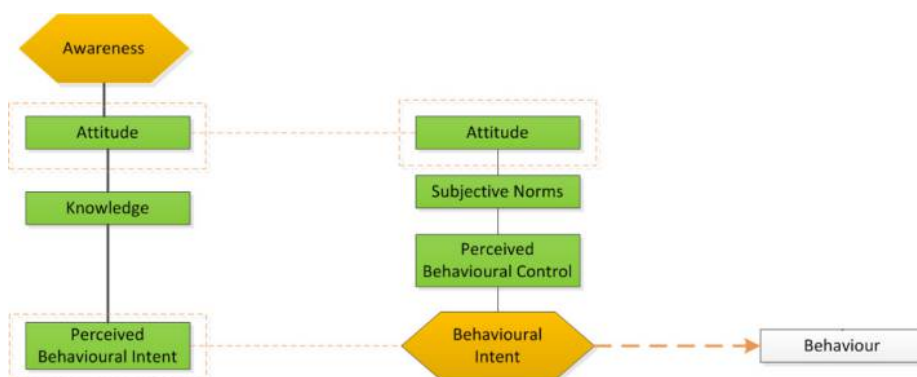 Awareness
Attitude
Knowledge
Perceived
Behavioural Intent
Attitude
Subjective Norms
Perceived
Behavioural Control
Behavioural
Intent
Behaviour